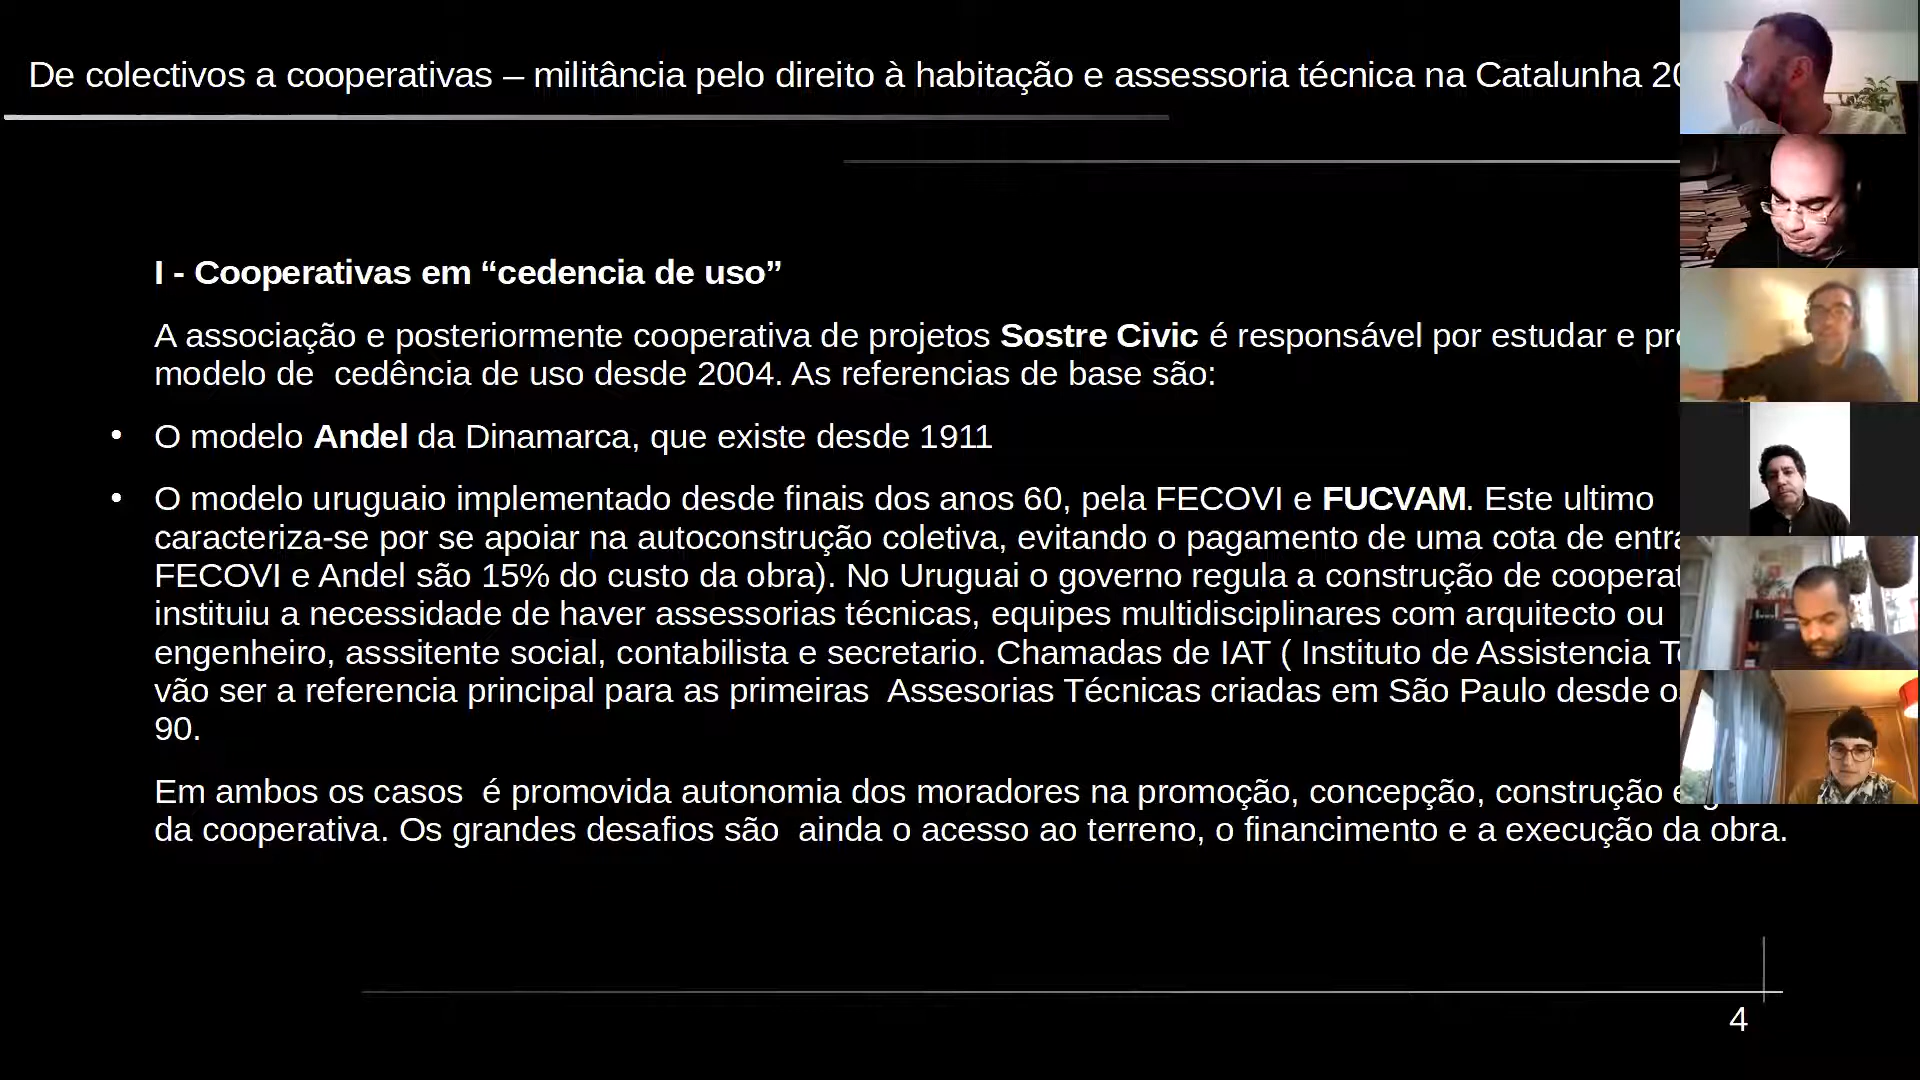 De colectivos a cooperativas – militância pelo direito à habitação e assessoria técnica na Catalunha
I - Cooperativas em “cedencia de uso”
A associação e posteriormente cooperativa de projetos Sostre Civic é responsável por estudar e
modelo de cedência de uso desde 2004. As referencias de base são:
• O modelo Andel da Dinamarca, que existe desde 1911
• O modelo uruguaio implementado desde finais dos anos 60, pela FECOVI e FUCVAM. Este ultimo
caracteriza-se por se apoiar na autoconstrução coletiva, evitando o pagamento de uma cota de
FECOVI e Andel são 15% do custo da obra). No Uruguai o governo regula a construção de
instituiu a necessidade de haver assessorias técnicas, equipes multidisciplinares com arquitecto ou
engenheiro, asssitente social, contabilista e secretario. Chamadas de IAT ( Instituto de Assistencia
vão ser a referencia principal para as primeiras Assesorias Técnicas criadas em São Paulo desde
90.
Em ambos os casos é promovida autonomia dos moradores na promoção, concepção, construção
da cooperativa. Os grandes desafios são ainda o acesso ao terreno, o financimento e a execução da obra.
4